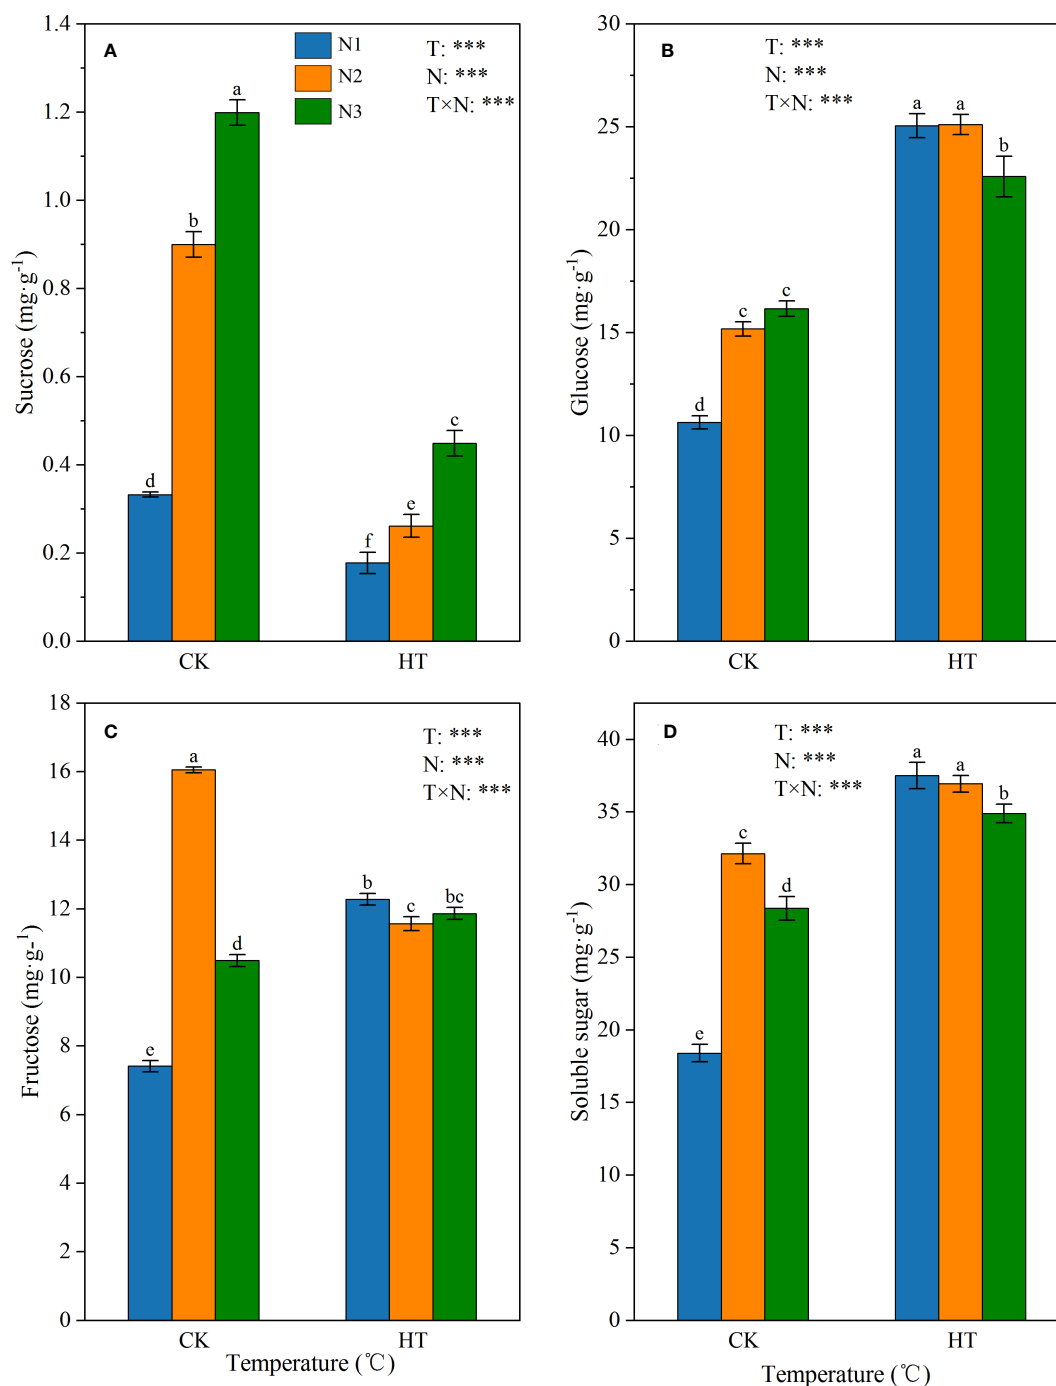 A
N1
N2
N3
T: ***
N: ***
T×N: ***
Sucrose (mg·g-1)
1.4
1.2
1.0
0.8
0.6
0.4
0.2
0.0
d
b
a
f
e
c
CK
HT
B
T: ***
N: ***
T×N: ***
Glucose (mg·g-1)
30
25
20
15
10
5
0
d
c
c
a
a
b
CK
HT
C
T: ***
N: ***
T×N: ***
Fructose (mg·g-1)
18
16
14
12
10
8
6
4
2
0
e
a
d
b
c
bc
CK
HT
Temperature (℃)
D
T: ***
N: ***
T×N: ***
Soluble sugar (mg·g-1)
40
35
30
25
20
15
10
5
0
e
c
d
a
a
b
CK
HT
Temperature (℃)